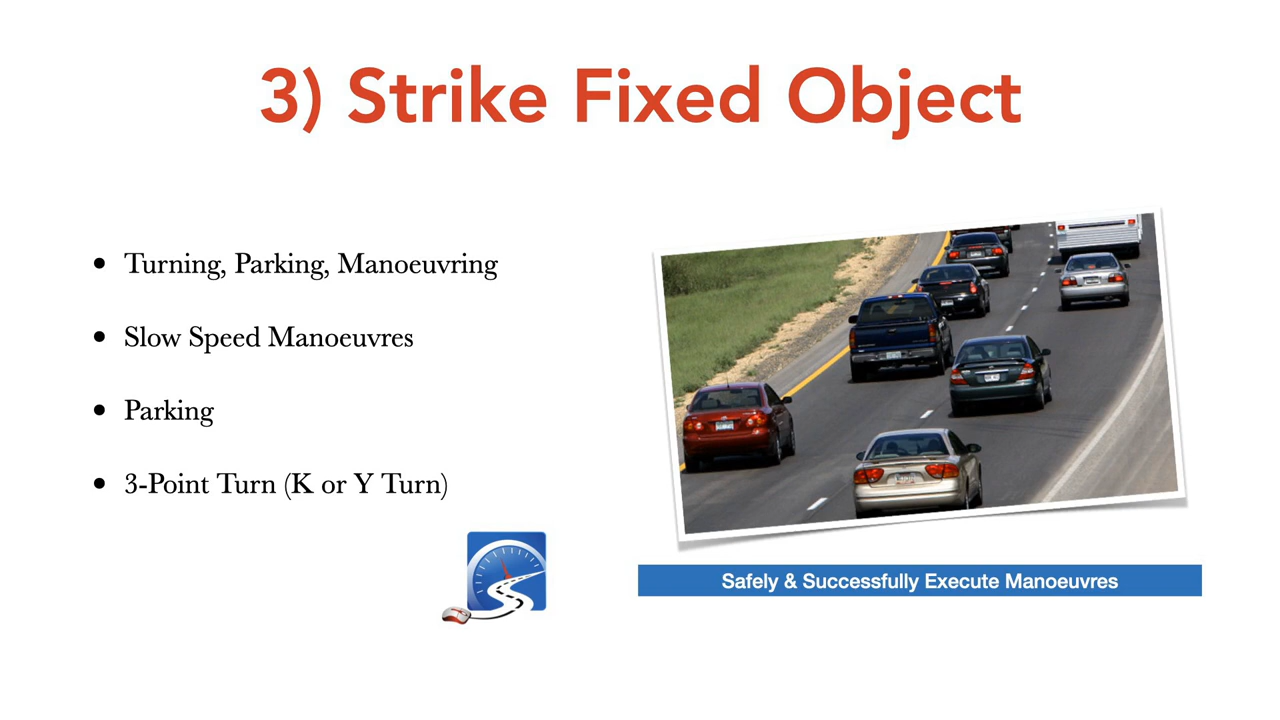 3) Strike Fixed Object
• Turning, Parking, Manoeuvring
• Slow Speed Manoeuvres
• Parking
• 3-Point Turn (K or Y Turn)
Safely & Successfully Execute Manoeuvres